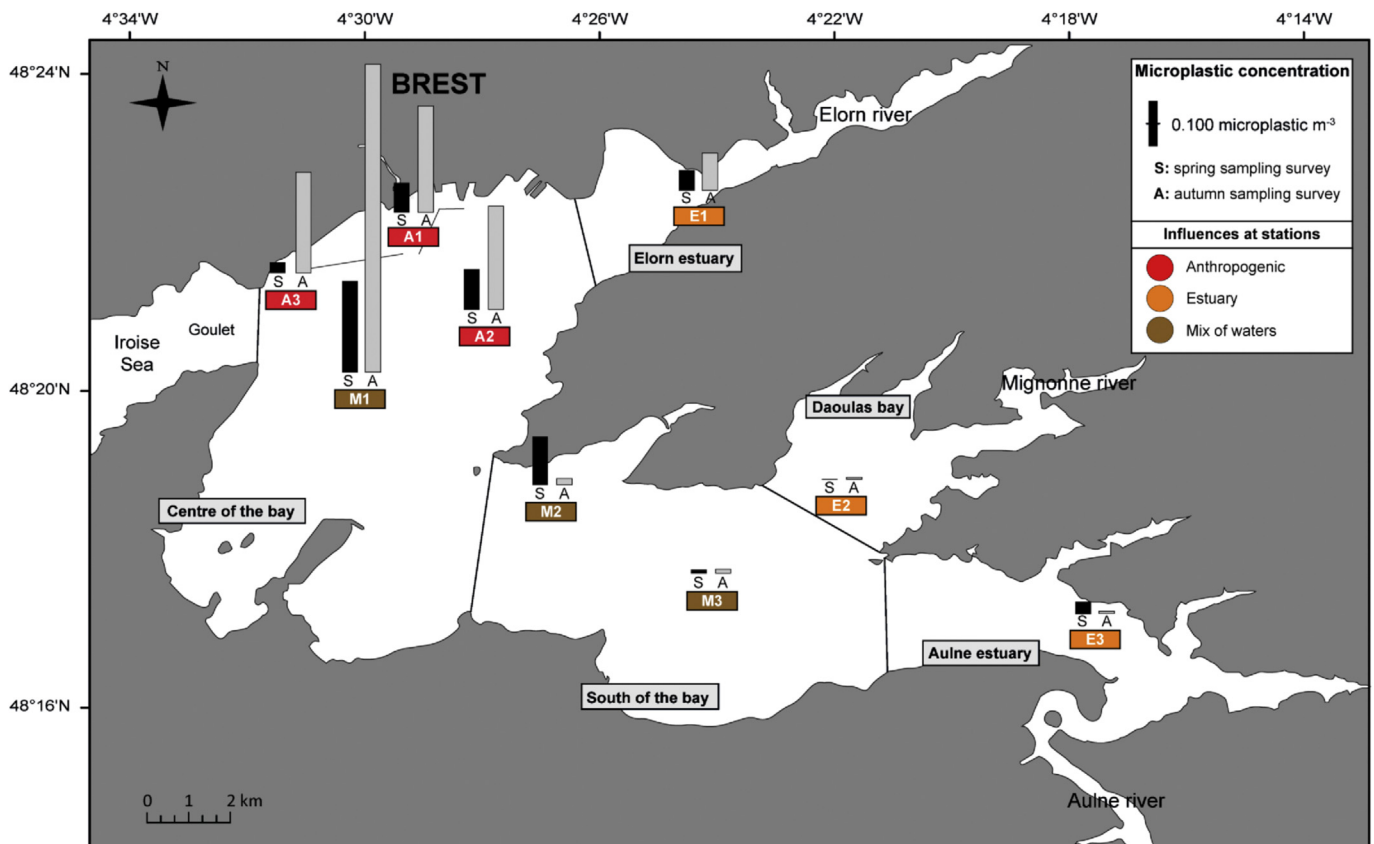 4°34'W 4°30'W 4°26'W 4°22'W 4°18'W 4°14'W
48°24'N
48°20'N
48°16'N
N
BREST
Elorn river
Microplastic concentration
0.100 microplastic m⁻³
S: spring sampling survey
A: autumn sampling survey
Influences at stations
Anthropogenic
Estuary
Mix of waters
S A
A1
S A
E1
Elorn estuary
S A
A3
S A
A2
Iroise
Sea
Goulet
S A
M1
Mignonne river
Daoulas bay
S A
M2
S A
E2
Centre of the bay
S A
M3
S A
E3
Aulne estuary
South of the bay
0 1 2 km
Aulne river